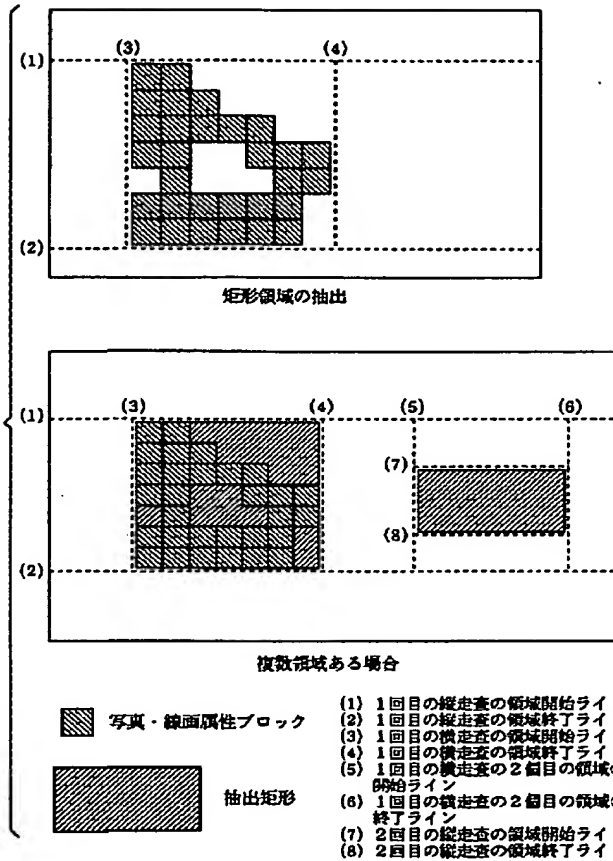 (3) (4)
(1)
(2)
矩形領域の抽出
(3) (4) (5) (6)
(1)
(7)
(8)
(2)
複数領域ある場合
写真・線画属性ブロック
抽出矩形
(1) 1回目の縦走査の領域開始ライ
(2) 1回目の縦走査の領域終了ライ
(3) 1回目の横走査の領域開始ライ
(4) 1回目の横走査の領域終了ライ
(5) 1回目の横走査の2個目の領域の
開始ライン
(6) 1回目の横走査の2個目の領域の
終了ライン
(7) 2回目の縦走査の領域開始ライ
(8) 2回目の縦走査の領域終了ライ